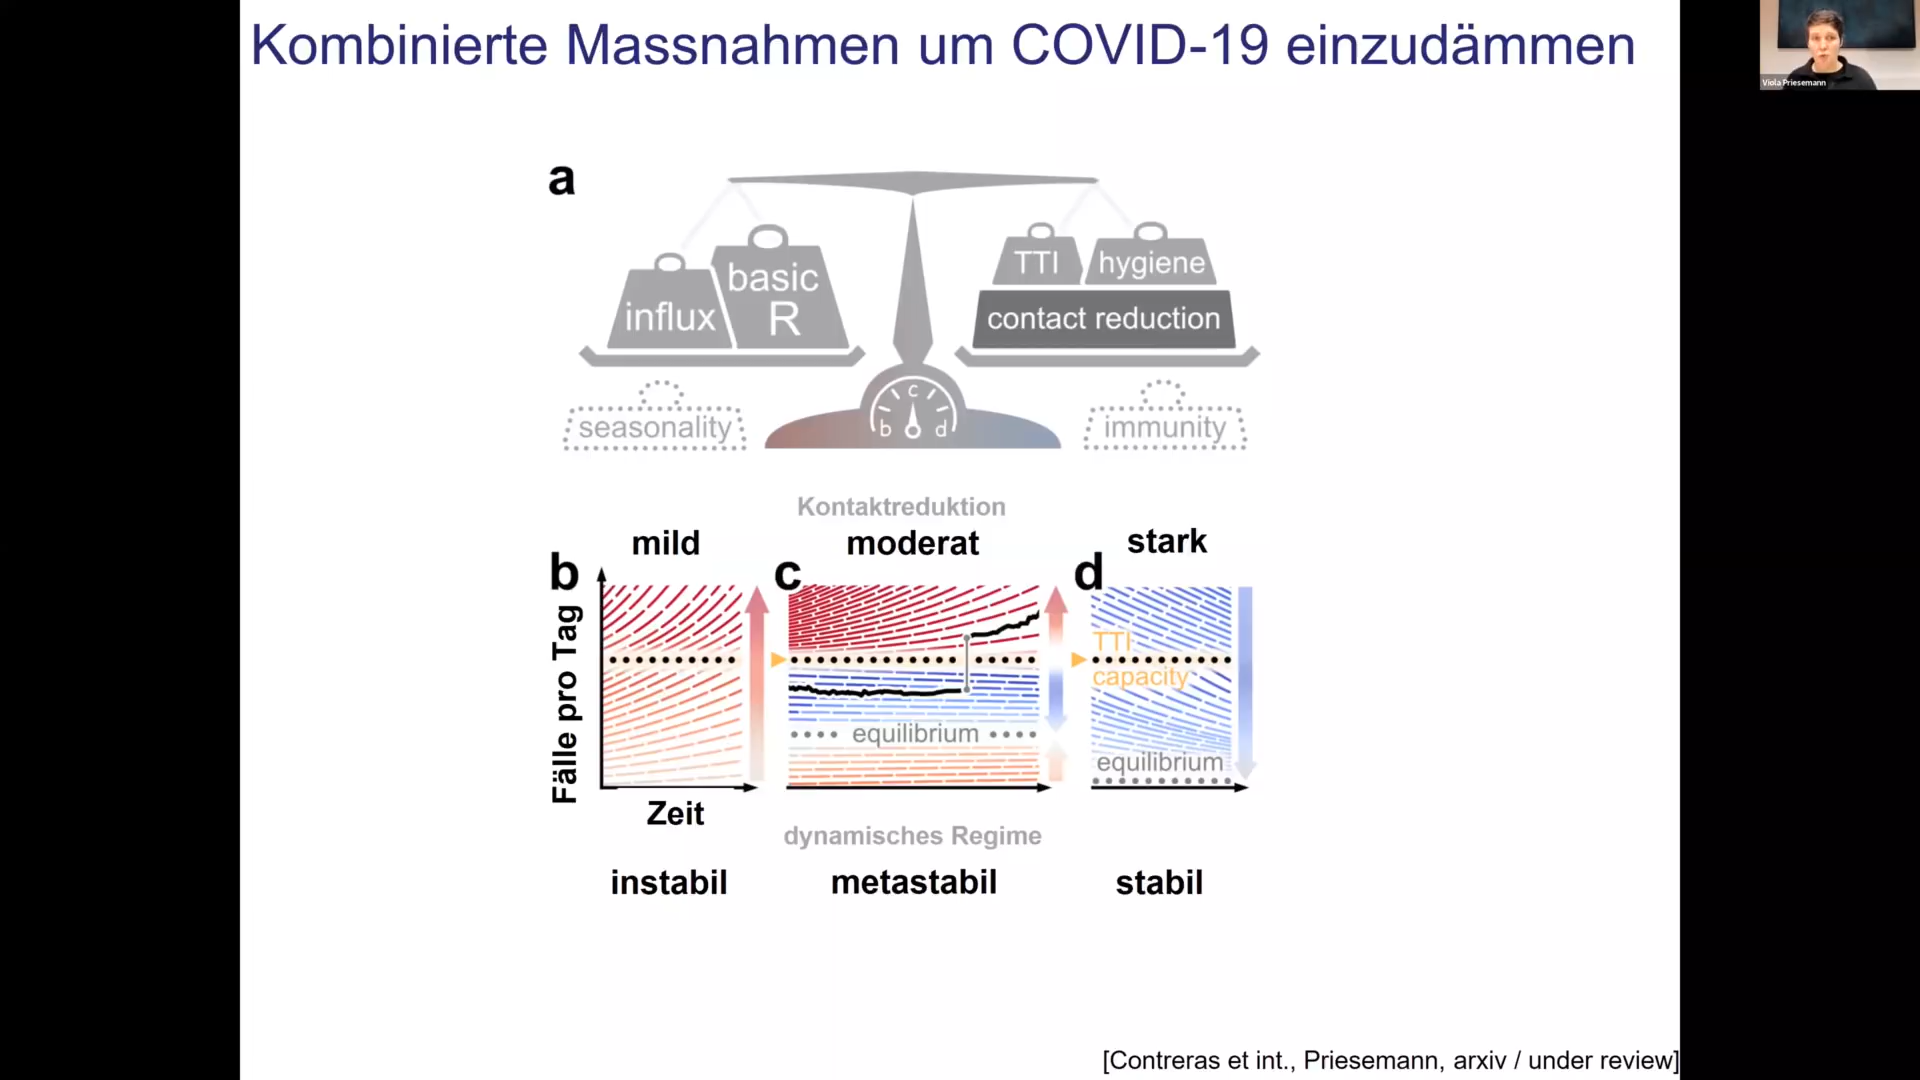 Kombinierte Massnahmen um COVID-19 einzudämmen
Viola Priesemann
a
influx
basic
R
TTI
hygiene
contact reduction
seasonality
b
c
d
immunity
Kontaktreduktion
mild
moderat
stark
b
c
d
Fälle pro Tag
TTI
capacity
equilibrium
equilibrium
Zeit
dynamisches Regime
instabil
metastabil
stabil
[Contreras et int., Priesemann, arxiv / under review]